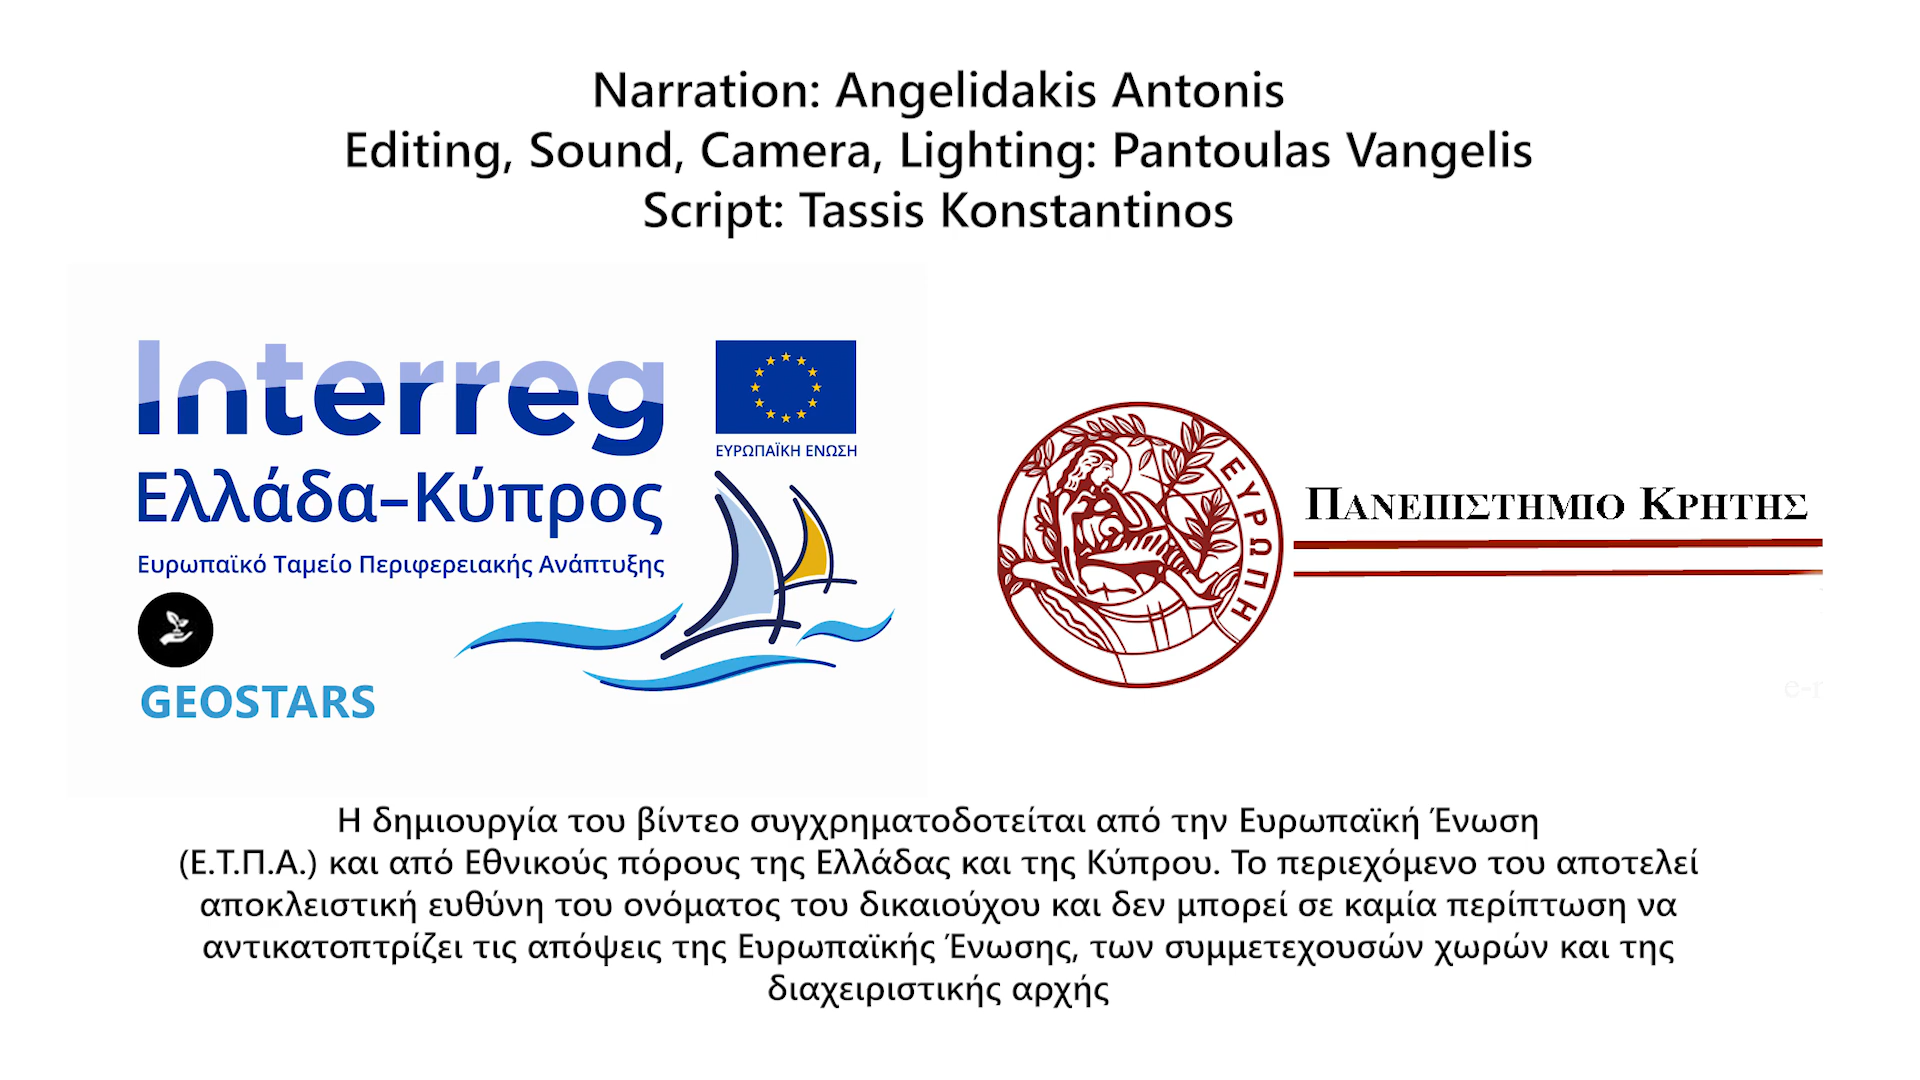 Narration: Angelidakis Antonis
Editing, Sound, Camera, Lighting: Pantoulas Vangelis
Script: Tassis Konstantinos
Interreg
ΕΥΡΩΠΑΪΚΗ ΕΝΩΣΗ
Ελλάδα–Κύπρος
Ευρωπαϊκό Ταμείο Περιφερειακής Ανάπτυξης
GEOSTARS
ΕΥΡΩΠΗ
ΠΑΝΕΠΙΣΤΗΜΙΟ ΚΡΗΤΗΣ
e-r
Η δημιουργία του βίντεο συγχρηματοδοτείται από την Ευρωπαϊκή Ένωση
(Ε.Τ.Π.Α.) και από Εθνικούς πόρους της Ελλάδας και της Κύπρου. Το περιεχόμενο του αποτελεί
αποκλειστική ευθύνη του ονόματος του δικαιούχου και δεν μπορεί σε καμία περίπτωση να
αντικατοπτρίζει τις απόψεις της Ευρωπαϊκής Ένωσης, των συμμετεχουσών χωρών και της
διαχειριστικής αρχής